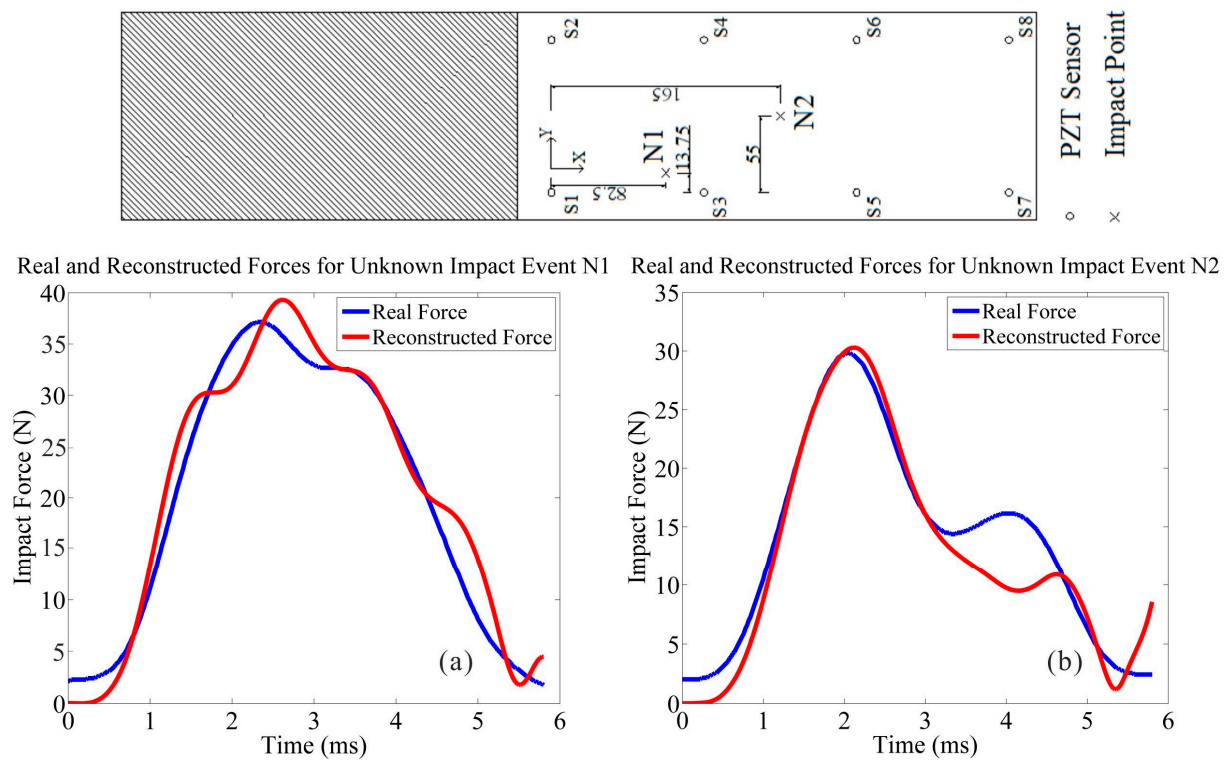 S2
S4
S6
S8
165
Y
X
N1
13.75
N2
55
82.5
S1
S3
S5
S7
PZT Sensor
Impact Point
Real and Reconstructed Forces for Unknown Impact Event N1
40
35
30
25
20
15
10
5
0
Impact Force (N)
Real Force
Reconstructed Force
(a)
0 1 2 3 4 5 6
Time (ms)
Real and Reconstructed Forces for Unknown Impact Event N2
35
30
25
20
15
10
5
0
Impact Force (N)
Real Force
Reconstructed Force
(b)
0 1 2 3 4 5 6
Time (ms)